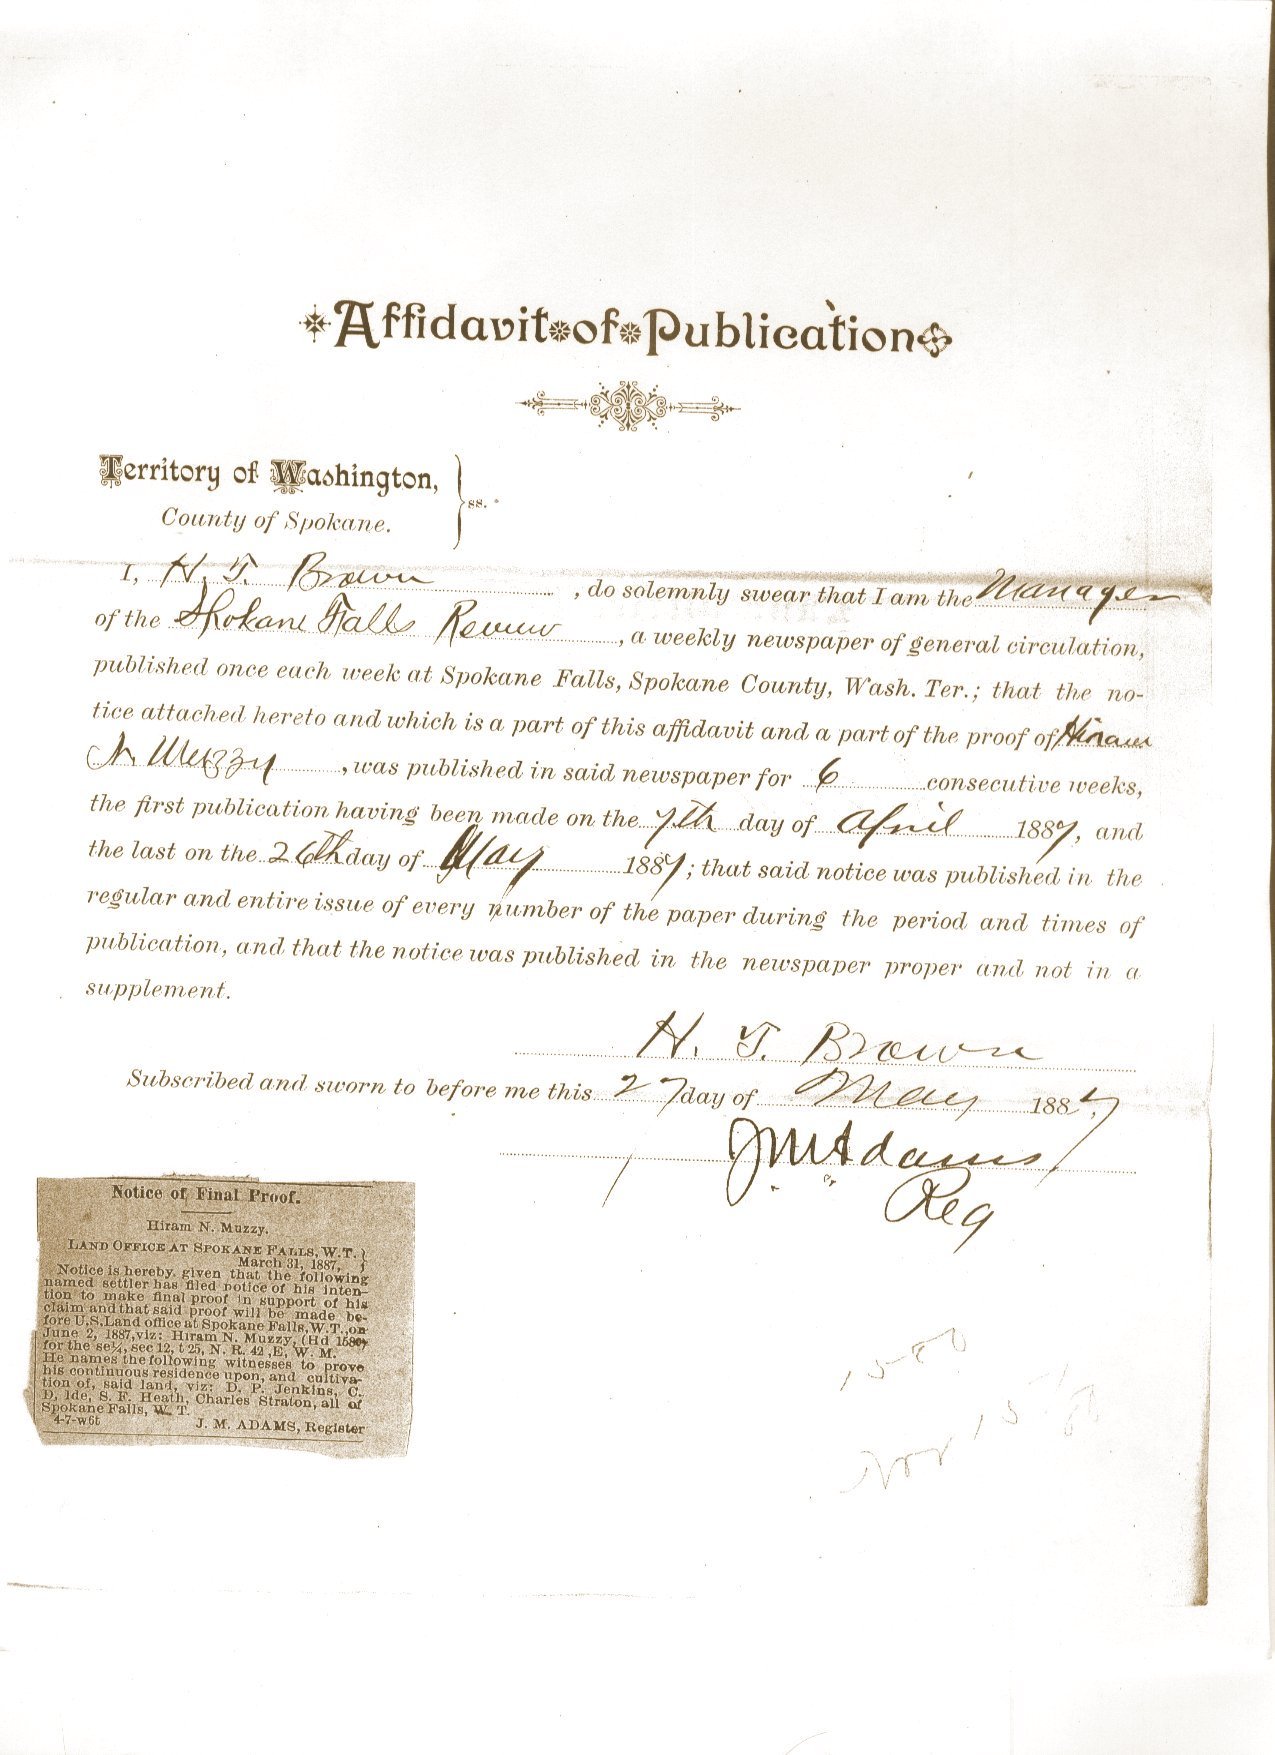 Affidavit of Publication
Territory of Washington,
County of Spokane. } ss.
I, H. T. Brown, do solemnly swear that I am the Manager
of the Spokane Falls Review, a weekly newspaper of general circulation,
published once each week at Spokane Falls, Spokane County, Wash. Ter.; that the no-
tice attached hereto and which is a part of this affidavit and a part of the proof of Hiram
N. Muzzy, was published in said newspaper for 6 consecutive weeks,
the first publication having been made on the 7th day of April 1887, and
the last on the 26th day of May 1887; that said notice was published in the
regular and entire issue of every number of the paper during the period and times of
publication, and that the notice was published in the newspaper proper and not in a
supplement.
H. T. Brown
Subscribed and sworn to before me this 27 day of May 1887,
J M Adams
Reg
Notice of Final Proof.
Hiram N. Muzzy.
LAND OFFICE AT SPOKANE FALLS, W.T. }
March 31, 1887. }
Notice is hereby given that the following
named settler has filed notice of his inten-
tion to make final proof in support of his
claim and that said proof will be made be-
fore U.S. Land office at Spokane Falls, W.T., on
June 2, 1887, viz: Hiram N. Muzzy, (Hd 1580)
for the se¼, sec 12, t 25, N. R. 42, E, W. M.
He names the following witnesses to prove
his continuous residence upon, and cultiva-
tion of, said land, viz: D. P. Jenkins, C.
D, Ide, S. F. Heath, Charles Straton, all of
Spokane Falls, W. T.
4-7-w6t J. M. ADAMS, Register
1580